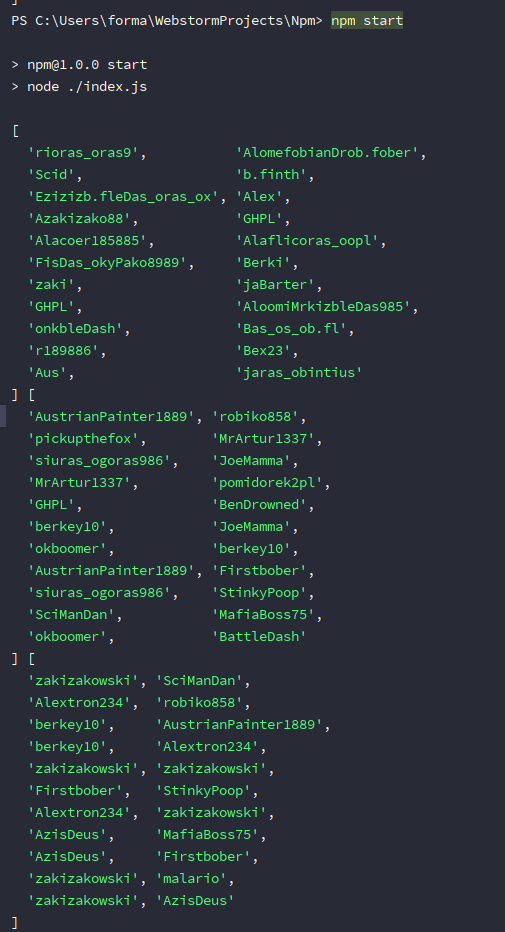 ]
PS C:\Users\forma\WebstormProjects\Npm> npm start
> npm@1.0.0 start
> node ./index.js
[
'rioras_oras9', 'AlomefobianDrob.fober',
'Scid', 'b.finth',
'Ezizizb.fleDas_oras_ox', 'Alex',
'Azakizako88', 'GHPL',
'Alacoer185885', 'Alaflicoras_oopl',
'FisDas_okyPako8989', 'Berki',
'zaki', 'jaBarter',
'GHPL', 'AloomiMrkizbleDas985',
'onkbleDash', 'Bas_os_ob.fl',
'r189886', 'Bex23',
'Aus', 'jaras_obintius'
] [
'AustrianPainter1889', 'robiko858',
'pickupthefox', 'MrArtur1337',
'siuras_ogoras986', 'JoeMamma',
'MrArtur1337', 'pomidorek2pl',
'GHPL', 'BenDrowned',
'berkey10', 'JoeMamma',
'okboomer', 'berkey10',
'AustrianPainter1889', 'Firstbober',
'siuras_ogoras986', 'StinkyPoop',
'SciManDan', 'MafiaBoss75',
'okboomer', 'BattleDash'
] [
'zakizakowski', 'SciManDan',
'Alextron234', 'robiko858',
'berkey10', 'AustrianPainter1889',
'berkey10', 'Alextron234',
'zakizakowski', 'zakizakowski',
'Firstbober', 'StinkyPoop',
'Alextron234', 'zakizakowski',
'AzisDeus', 'MafiaBoss75',
'AzisDeus', 'Firstbober',
'zakizakowski', 'malario',
'zakizakowski', 'AzisDeus'
]